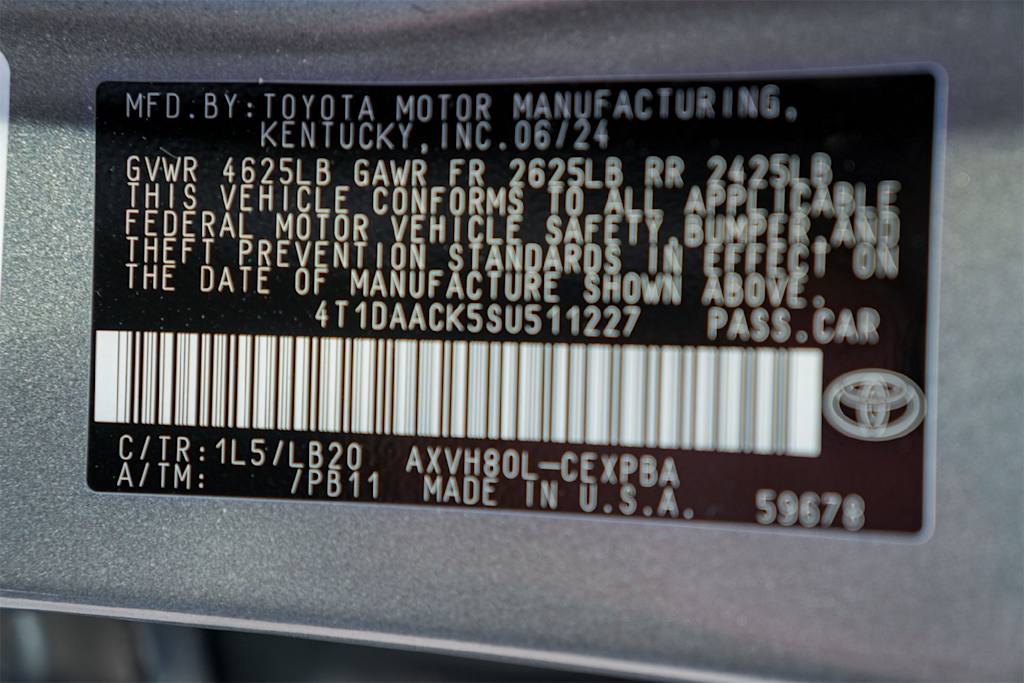 MFD.BY:TOYOTA MOTOR MANUFACTURING,
KENTUCKY,INC.06/24
GVWR 4625LB GAWR FR 2625LB RR 2425LB
THIS VEHICLE CONFORMS TO ALL APPLICABLE
FEDERAL MOTOR VEHICLE SAFETY,BUMPER,AND
THEFT PREVENTION STANDARDS IN EFFECT ON
THE DATE OF MANUFACTURE SHOWN ABOVE.
4T1DAACK5SU511227 PASS.CAR
C/TR:1L5/LB20 AXVH80L-CEXPBA
A/TM: /PB11 MADE IN U.S.A. 59678